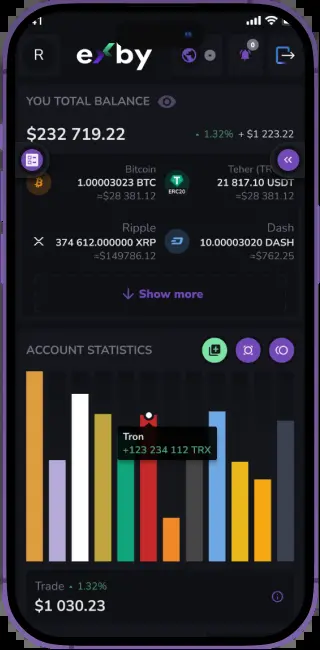 R
exby
0
YOU TOTAL BALANCE
$232 719.22
1.32% + $1 223.22
Bitcoin
1.00003023 BTC
≈$28 381.12
Teher (TR
21 817.10 USDT
≈$28 381.12
ERC20
Ripple
374 612.000000 XRP
≈$149786.12
Dash
10.00003020 DASH
≈$762.25
Show more
ACCOUNT STATISTICS
Tron
+123 234 112 TRX
Trade • 1.32%
$1 030.23